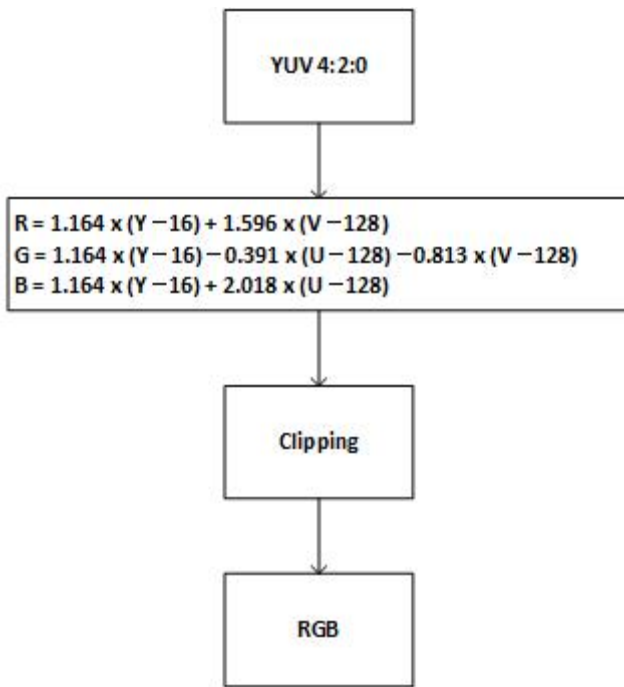 YUV 4:2:0
R = 1.164 x (Y −16) + 1.596 x (V −128)
G = 1.164 x (Y −16) −0.391 x (U −128) −0.813 x (V −128)
B = 1.164 x (Y −16) + 2.018 x (U −128)
Clipping
RGB